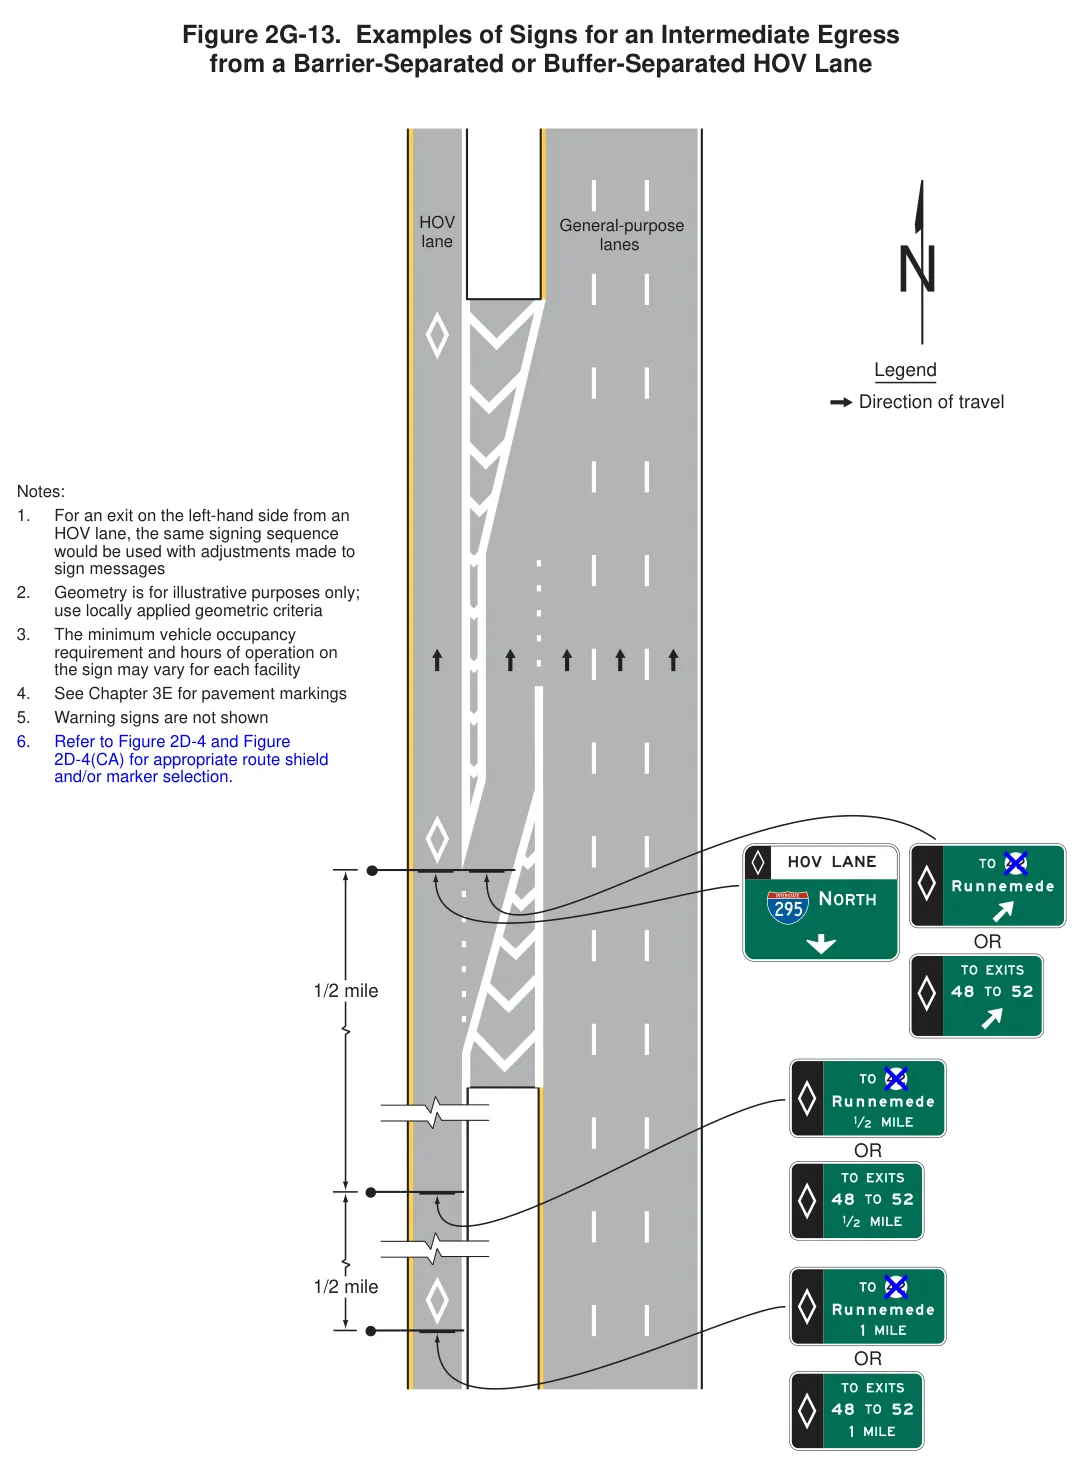 Figure 2G-13. Examples of Signs for an Intermediate Egress
from a Barrier-Separated or Buffer-Separated HOV Lane
HOV
lane
General-purpose
lanes
N
Legend
Direction of travel
Notes:
1. For an exit on the left-hand side from an
HOV lane, the same signing sequence
would be used with adjustments made to
sign messages
2. Geometry is for illustrative purposes only;
use locally applied geometric criteria
3. The minimum vehicle occupancy
requirement and hours of operation on
the sign may vary for each facility
4. See Chapter 3E for pavement markings
5. Warning signs are not shown
6. Refer to Figure 2D-4 and Figure
2D-4(CA) for appropriate route shield
and/or marker selection.
HOV LANE
INTERSTATE
295 NORTH
TO
Runnemede
OR
TO EXITS
48 TO 52
1/2 mile
TO
Runnemede
1/2 MILE
OR
TO EXITS
48 TO 52
1/2 MILE
1/2 mile
TO
Runnemede
1 MILE
OR
TO EXITS
48 TO 52
1 MILE